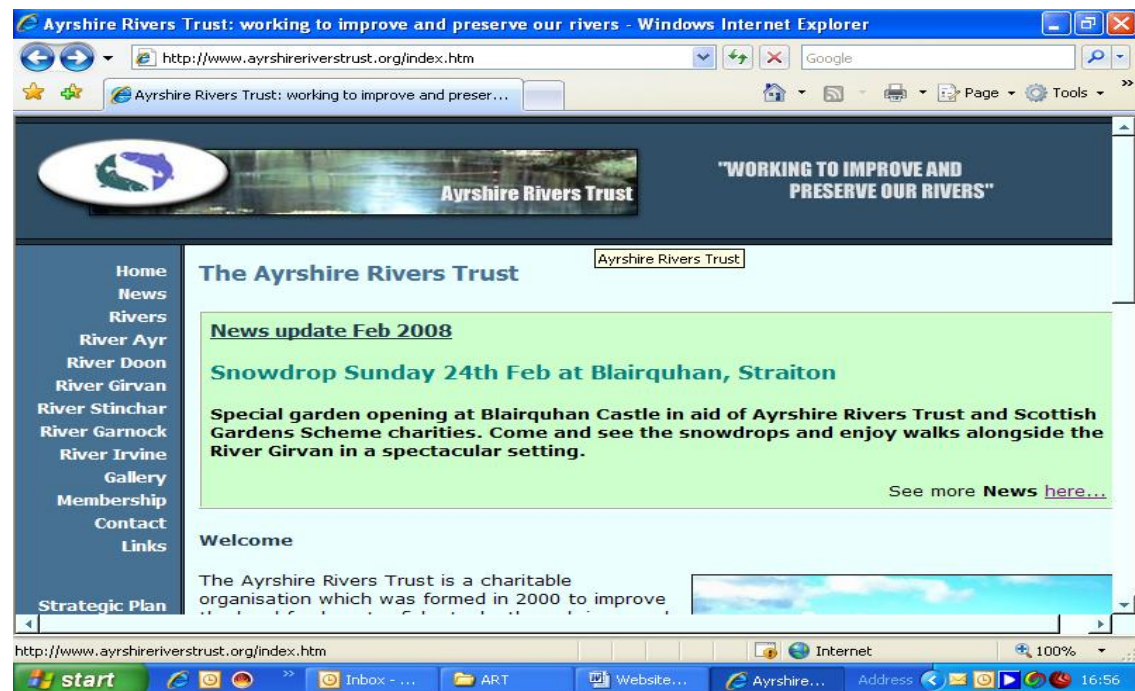 Ayrshire Rivers Trust: working to improve and preserve our rivers - Windows Internet Explorer
http://www.ayrshireriverstrust.org/index.htm
Google
Ayrshire Rivers Trust: working to improve and preser...
Page
Tools
»
Ayrshire Rivers Trust
"WORKING TO IMPROVE AND
PRESERVE OUR RIVERS"
Ayrshire Rivers Trust
Home
News
Rivers
River Ayr
River Doon
River Girvan
River Stinchar
River Garnock
River Irvine
Gallery
Membership
Contact
Links
Strategic Plan
The Ayrshire Rivers Trust
News update Feb 2008
Snowdrop Sunday 24th Feb at Blairquhan, Straiton
Special garden opening at Blairquhan Castle in aid of Ayrshire Rivers Trust and Scottish
Gardens Scheme charities. Come and see the snowdrops and enjoy walks alongside the
River Girvan in a spectacular setting.
See more News here...
Welcome
The Ayrshire Rivers Trust is a charitable
organisation which was formed in 2000 to improve
http://www.ayrshireriverstrust.org/index.htm
Internet
100%
start
»
Inbox - ...
ART
Website...
Ayrshire...
Address
16:56